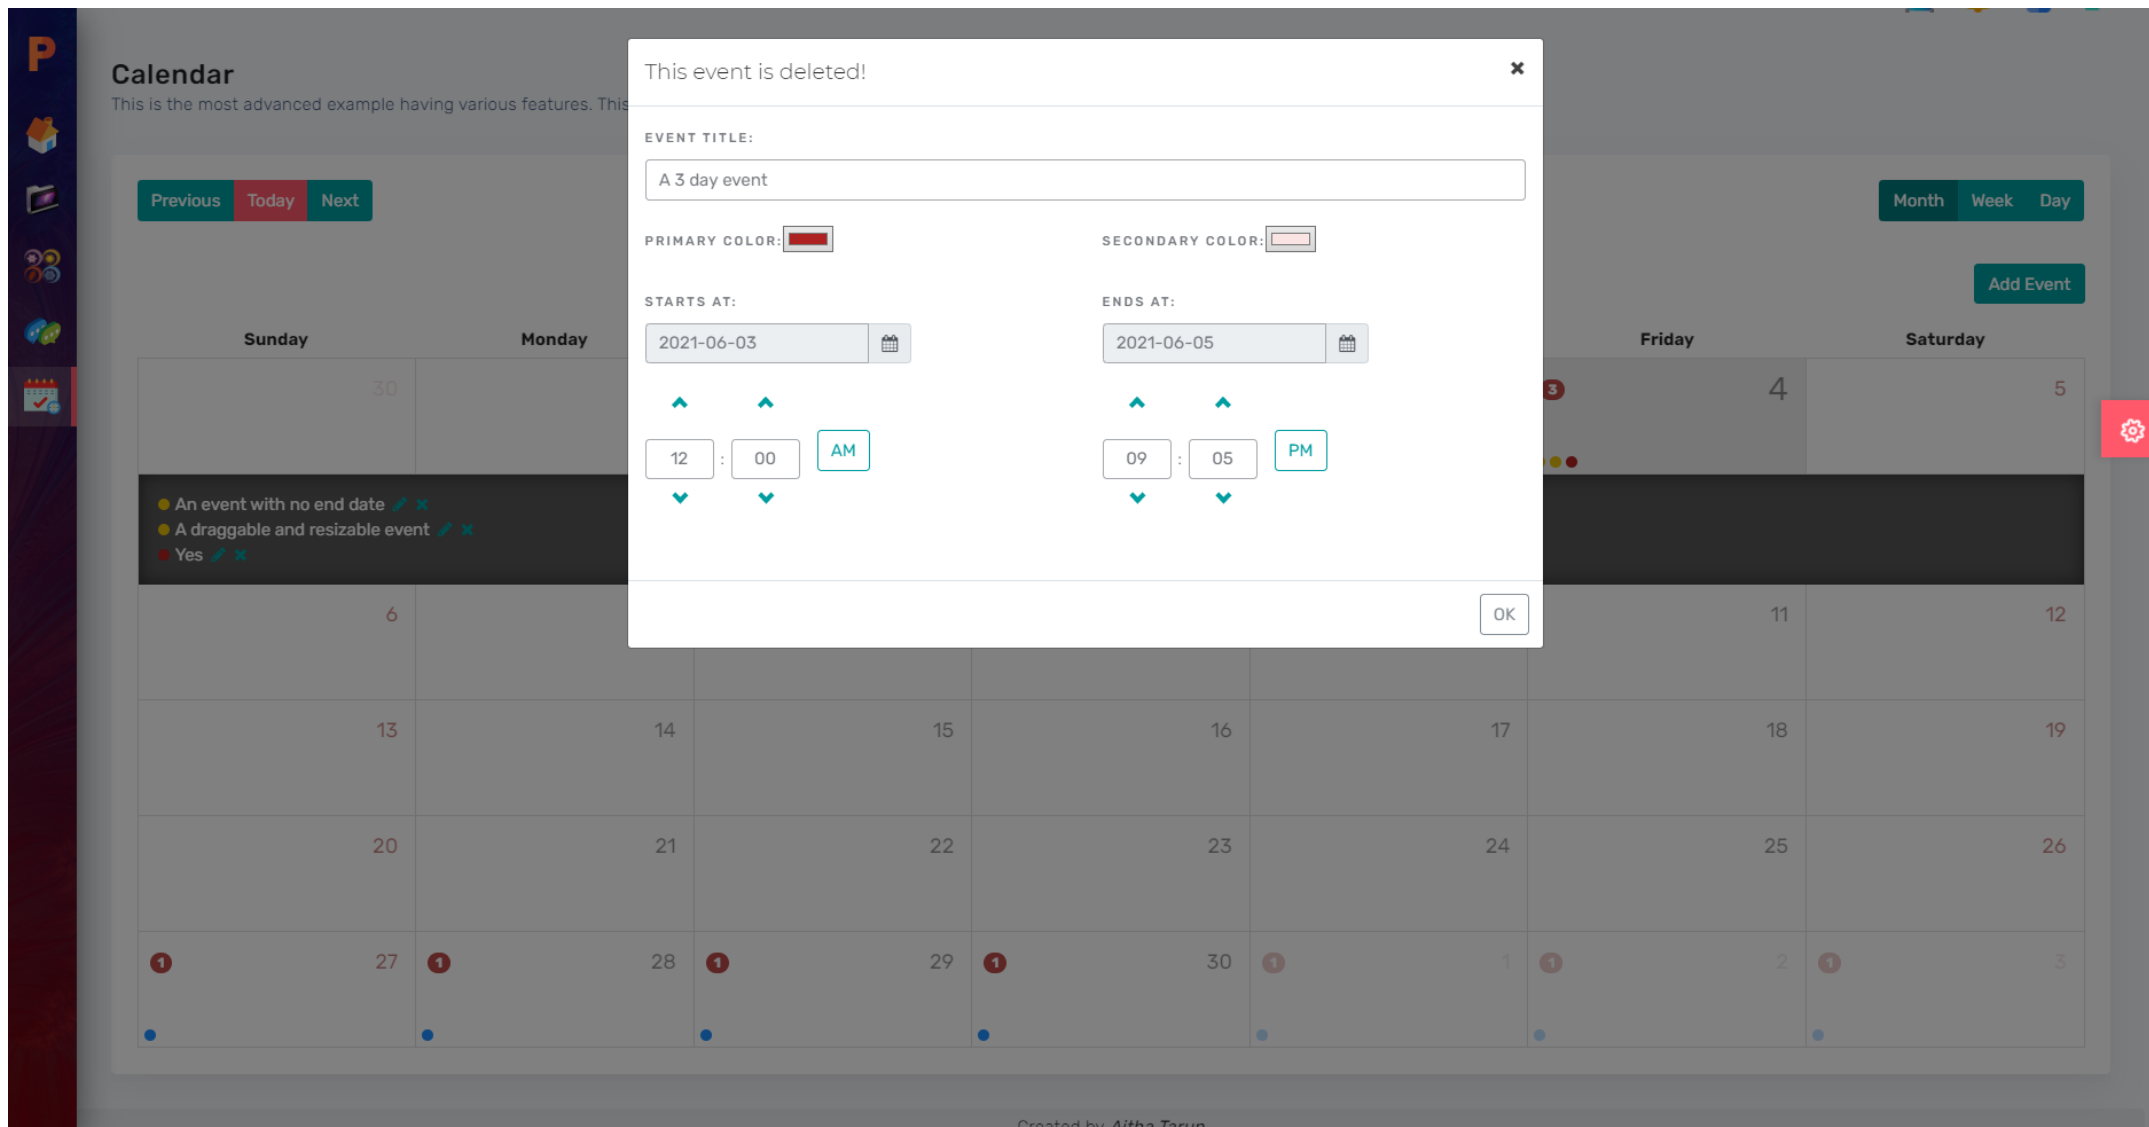 P
Calendar
This is the most advanced example having various features. This
Previous Today Next
Month Week Day
Add Event
Sunday Monday Friday Saturday
30
3 4
5
An event with no end date
A draggable and resizable event
Yes
6 11 12
13 14 15 16 17 18 19
20 21 22 23 24 25 26
1 27 1 28 1 29 1 30 1 1 1 2 1 3
This event is deleted!
EVENT TITLE:
A 3 day event
PRIMARY COLOR: SECONDARY COLOR:
STARTS AT: ENDS AT:
2021-06-03 2021-06-05
12 : 00 AM 09 : 05 PM
OK
Created by Aitha Tarun